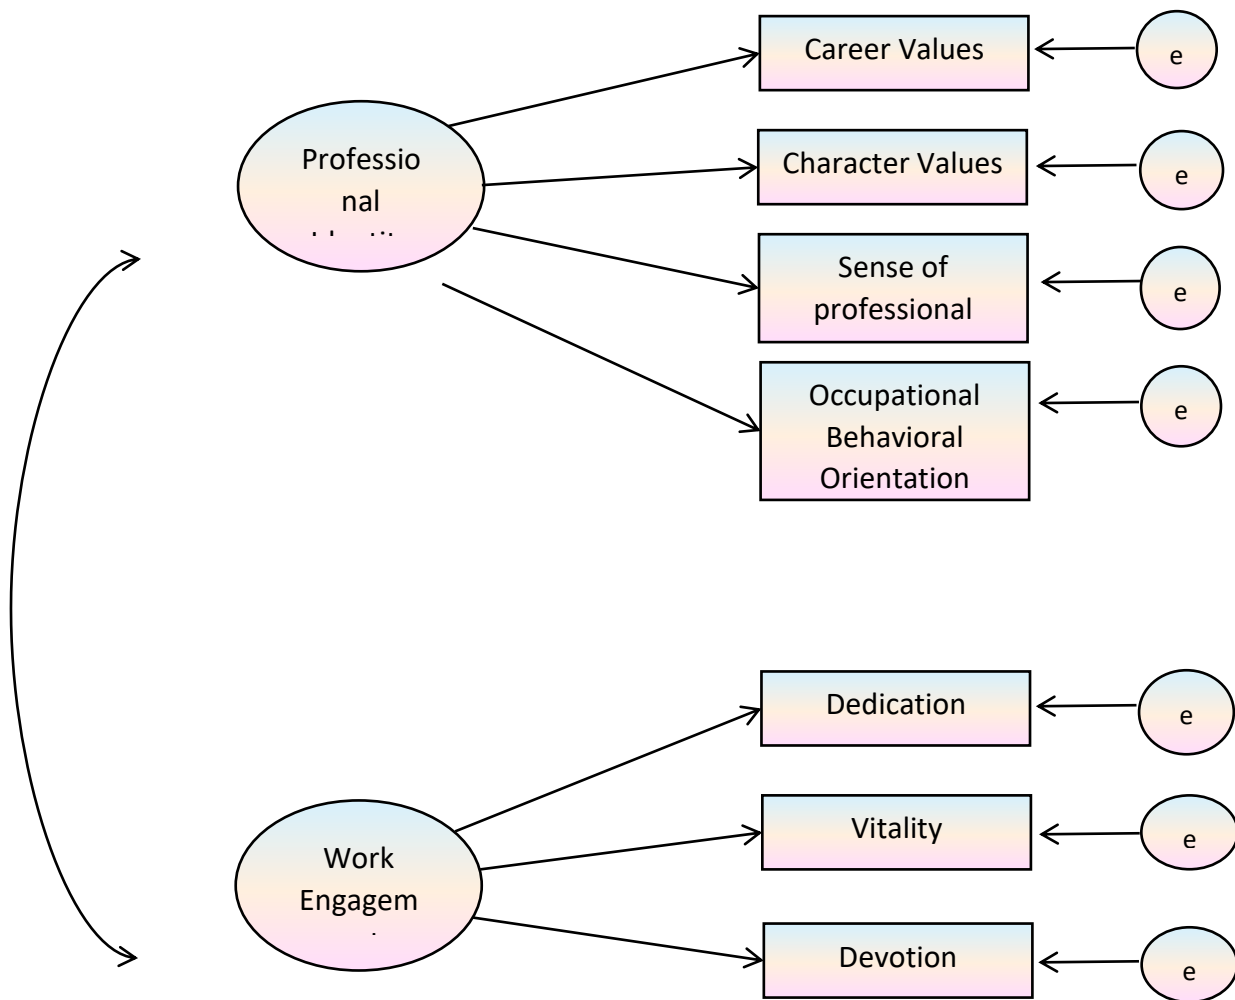 Career Values
e
Professio
nal
Character Values
e
Sense of
professional
e
Occupational
Behavioral
Orientation
e
Dedication
e
Work
Engagem
Vitality
e
Devotion
e